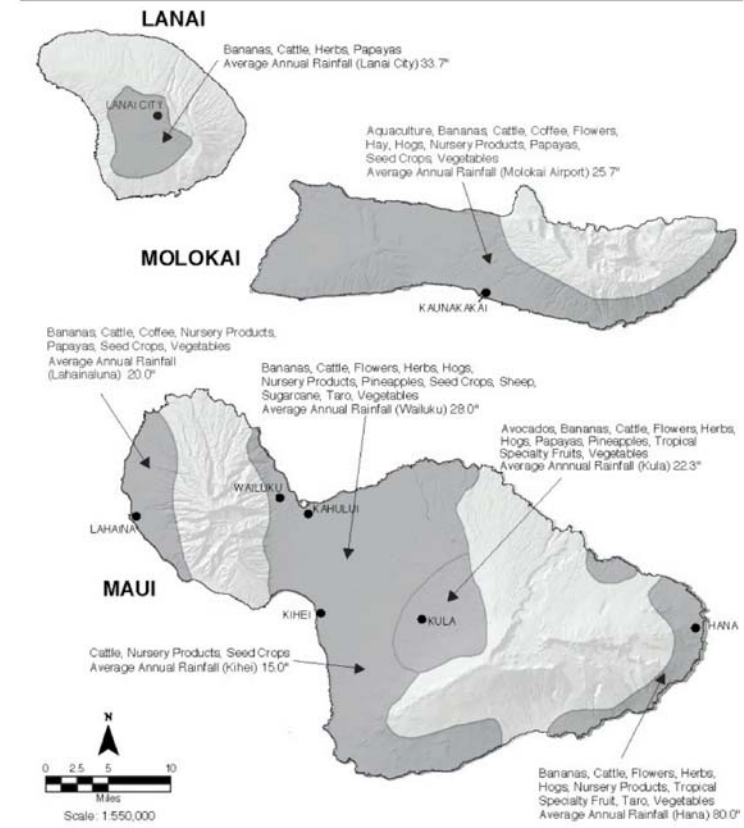 LANAI
Bananas, Cattle, Herbs, Papayas
Average Annual Rainfall (Lanai City) 33.7"
LANAI CITY
Aquaculture, Bananas, Cattle, Coffee, Flowers,
Hay, Hogs, Nursery Products, Papayas,
Seed Crops, Vegetables
Average Annual Rainfall (Molokai Airport) 25.7"
MOLOKAI
KAUNAKAKAI
Bananas, Cattle, Coffee, Nursery Products,
Papayas, Seed Crops, Vegetables
Average Annual Rainfall
(Lahainaluna) 20.0"
Bananas, Cattle, Flowers, Herbs, Hogs,
Nursery Products, Pineapples, Seed Crops, Sheep,
Sugarcane, Taro, Vegetables
Average Annual Rainfall (Wailuku) 28.0"
Avocados, Bananas, Cattle, Flowers, Herbs,
Hogs, Papayas, Pineapples, Tropical
Specialty Fruits, Vegetables
Average Annnual Rainfall (Kula) 22.3"
WAILUKU
KAHULUI
LAHAINA
MAUI
KIHEI
KULA
HANA
Cattle, Nursery Products, Seed Crops
Average Annual Rainfall (Kihei) 15.0"
N
0 2.5 5 10
Miles
Scale: 1:550,000
Bananas, Cattle, Flowers, Herbs,
Hogs, Nursery Products, Tropical
Specialty Fruit, Taro, Vegetables
Average Annual Rainfall (Hana) 80.0"